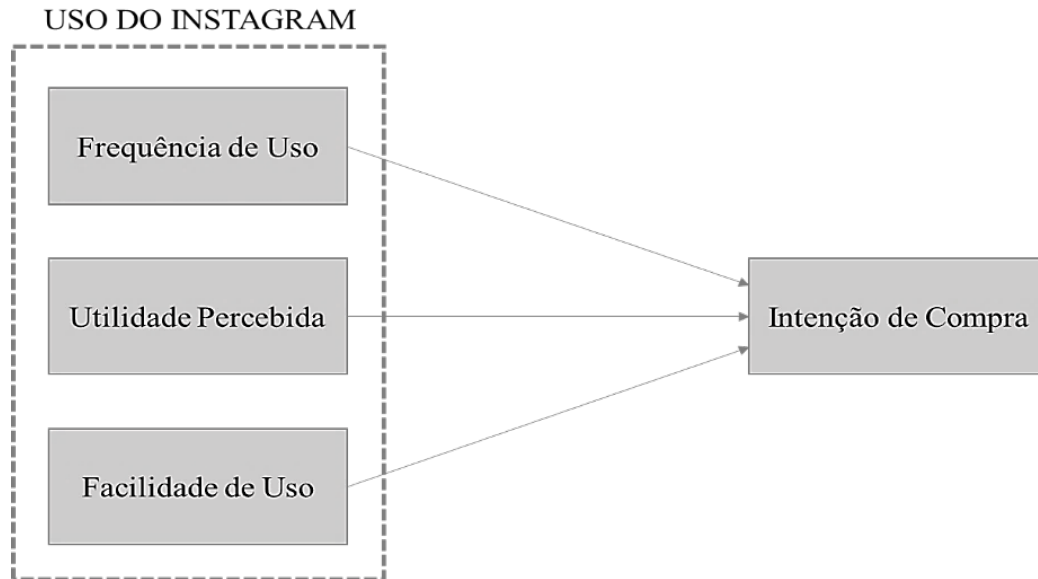 USO DO INSTAGRAM
Frequência de Uso
Utilidade Percebida
Intenção de Compra
Facilidade de Uso